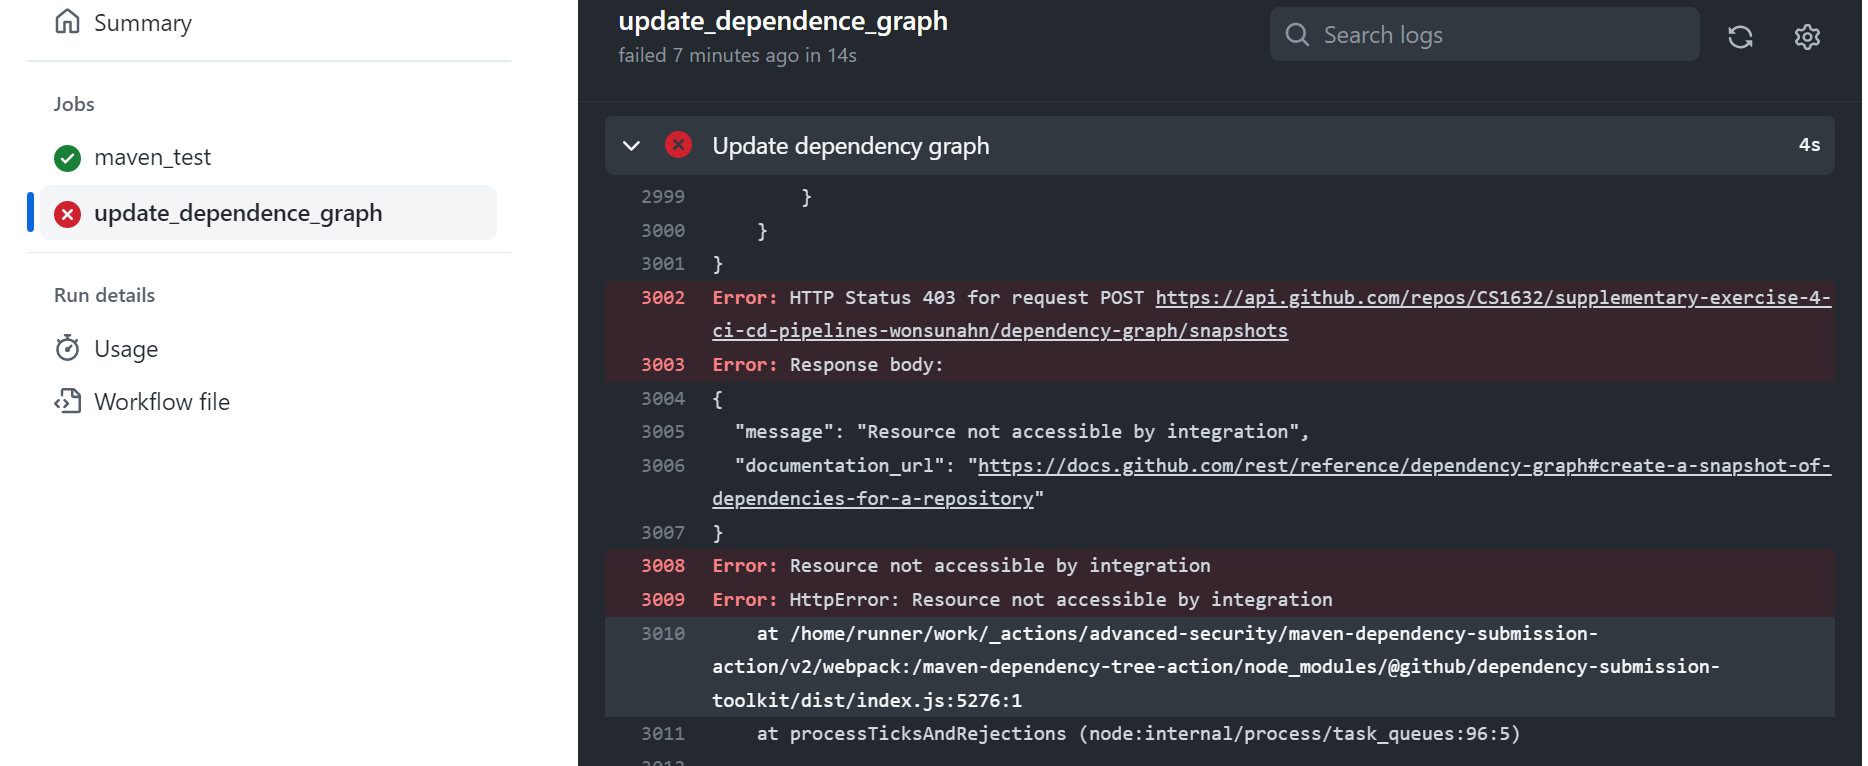 Summary
Jobs
maven_test
update_dependence_graph
Run details
Usage
Workflow file
update_dependence_graph
failed 7 minutes ago in 14s
Search logs
Update dependency graph
4s
2999 }
3000 }
3001 }
3002 Error: HTTP Status 403 for request POST https://api.github.com/repos/CS1632/supplementary-exercise-4-
ci-cd-pipelines-wonsunahn/dependency-graph/snapshots
3003 Error: Response body:
3004 {
3005 "message": "Resource not accessible by integration",
3006 "documentation_url": "https://docs.github.com/rest/reference/dependency-graph#create-a-snapshot-of-
dependencies-for-a-repository"
3007 }
3008 Error: Resource not accessible by integration
3009 Error: HttpError: Resource not accessible by integration
3010 at /home/runner/work/_actions/advanced-security/maven-dependency-submission-
action/v2/webpack:/maven-dependency-tree-action/node_modules/@github/dependency-submission-
toolkit/dist/index.js:5276:1
3011 at processTicksAndRejections (node:internal/process/task_queues:96:5)